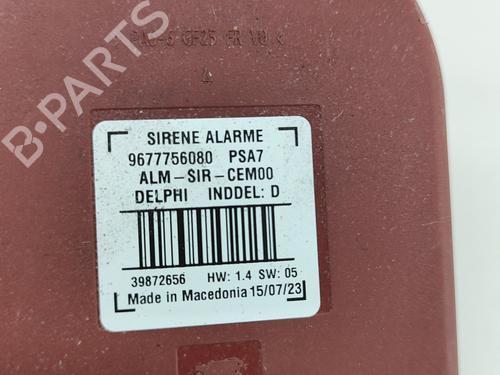 SIRENE ALARME
9677756080 PSA7
ALM-SIR-CEM00
DELPHI INDDEL: D
39872656 HW: 1.4 SW: 05
Made in Macedonia 15/07/23
B-PARTS